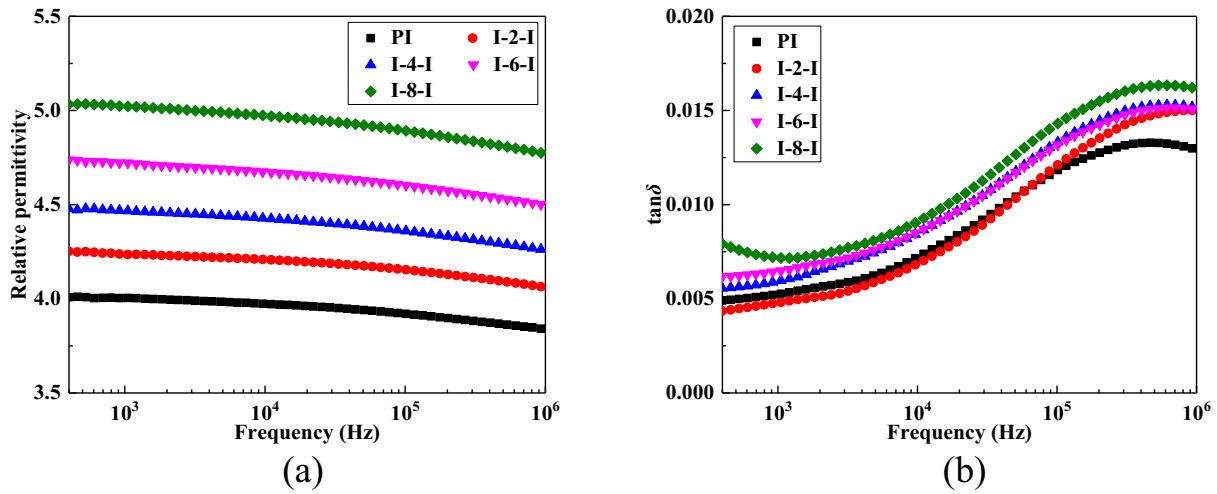 5.5
5.0
4.5
4.0
3.5
Relative permittivity
PI
I-2-I
I-4-I
I-6-I
I-8-I
10³
10⁴
10⁵
10⁶
Frequency (Hz)
(a)
0.020
0.015
0.010
0.005
0.000
tanδ
PI
I-2-I
I-4-I
I-6-I
I-8-I
10³
10⁴
10⁵
10⁶
Frequency (Hz)
(b)